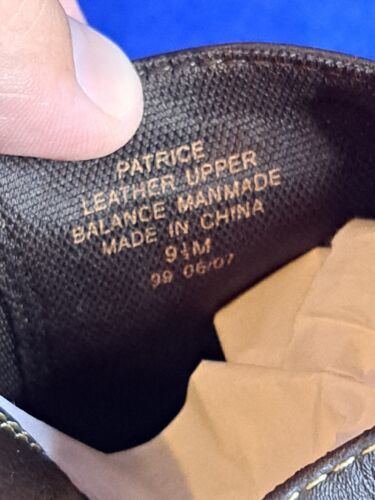 PATRICE
LEATHER UPPER
BALANCE MANMADE
MADE IN CHINA
9½M
99 06/07